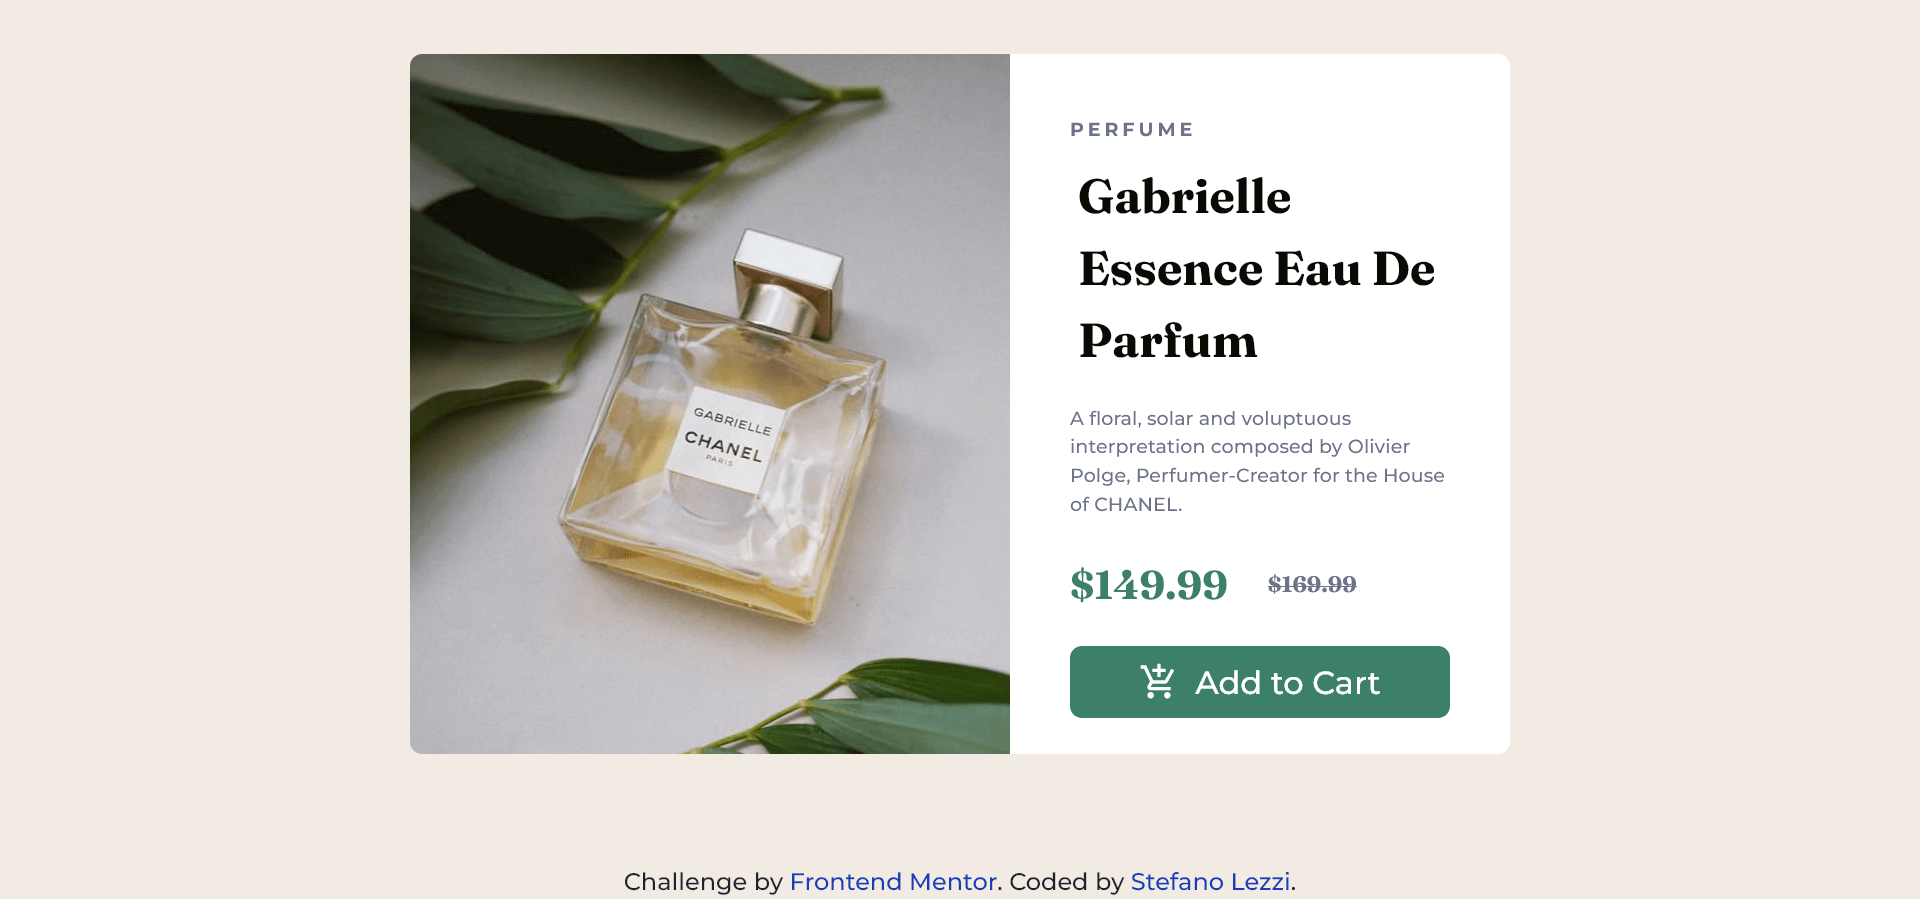 GABRIELLE
CHANEL
PARIS
PERFUME
Gabrielle
Essence Eau De
Parfum
A floral, solar and voluptuous
interpretation composed by Olivier
Polge, Perfumer-Creator for the House
of CHANEL.
$149.99 $169.99
Add to Cart
Challenge by Frontend Mentor. Coded by Stefano Lezzi.